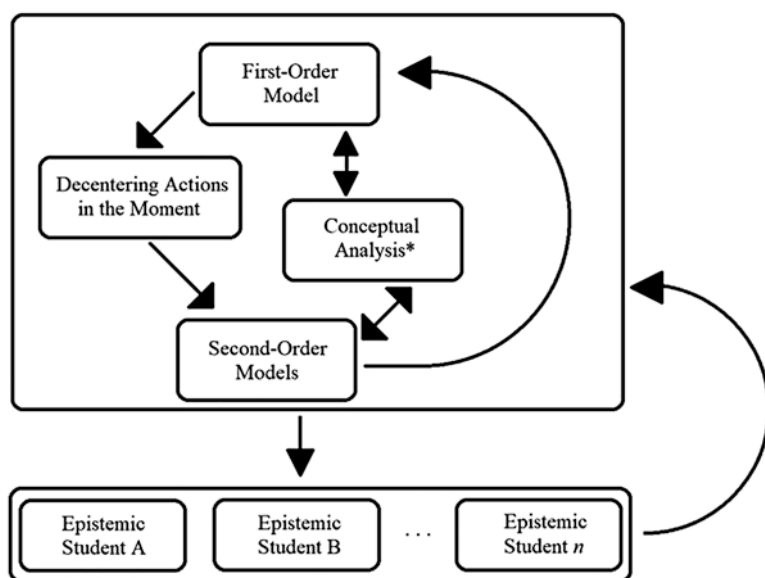 First-Order
Model
Decentering Actions
in the Moment
Conceptual
Analysis*
Second-Order
Models
Epistemic
Student A
Epistemic
Student B
...
Epistemic
Student n